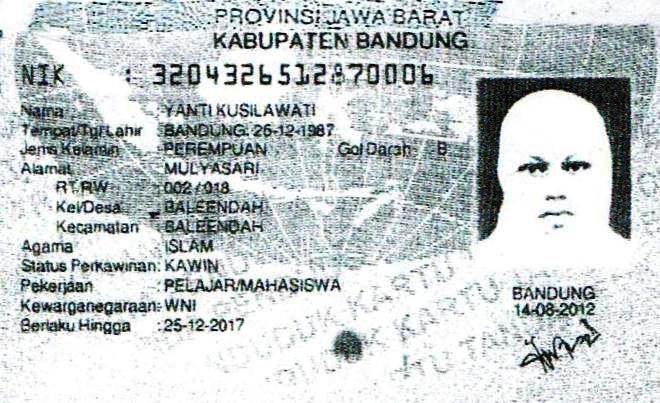 PROVINSI JAWA BARAT
KABUPATEN BANDUNG
NIK : 3204326512870006
Nama : YANTI KUSILAWATI
Tempat/Tgl Lahir : BANDUNG, 25-12-1987
Jenis Kelamin : PEREMPUAN Gol Darah B
Alamat : MULYASARI
RT/RW : 002 / 018
Kel/Desa : BALEENDAH
Kecamatan : BALEENDAH
Agama : ISLAM
Status Perkawinan: KAWIN
Pekerjaan : PELAJAR/MAHASISWA
Kewarganegaraan: WNI
Berlaku Hingga : 25-12-2017
BANDUNG
14-08-2012